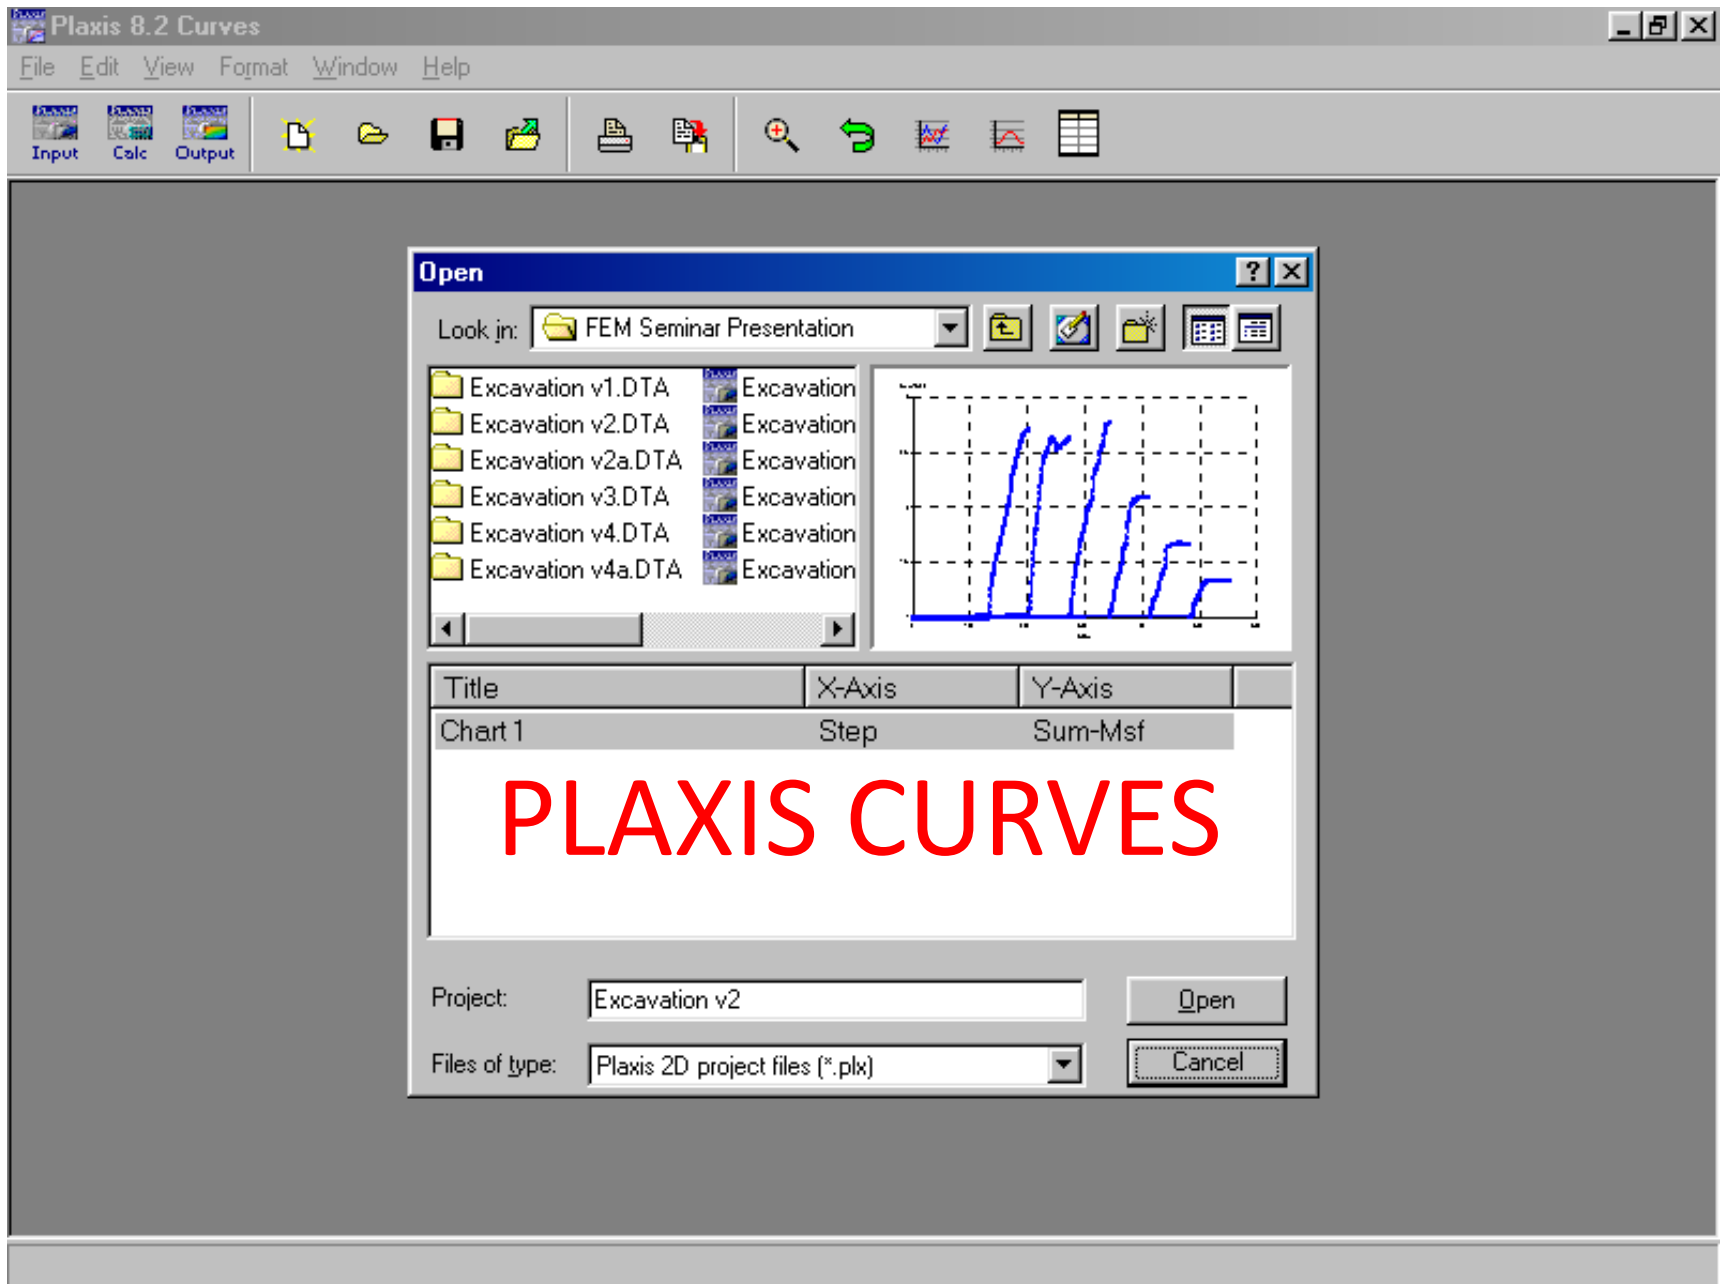 Plaxis 8.2 Curves
File Edit View Format Window Help
Input Calc Output
Open
Look in: FEM Seminar Presentation
Excavation v1.DTA Excavation
Excavation v2.DTA Excavation
Excavation v2a.DTA Excavation
Excavation v3.DTA Excavation
Excavation v4.DTA Excavation
Excavation v4a.DTA Excavation
Title X-Axis Y-Axis
Chart 1 Step Sum-Msf
PLAXIS CURVES
Project: Excavation v2 Open
Files of type: Plaxis 2D project files (*.plx) Cancel